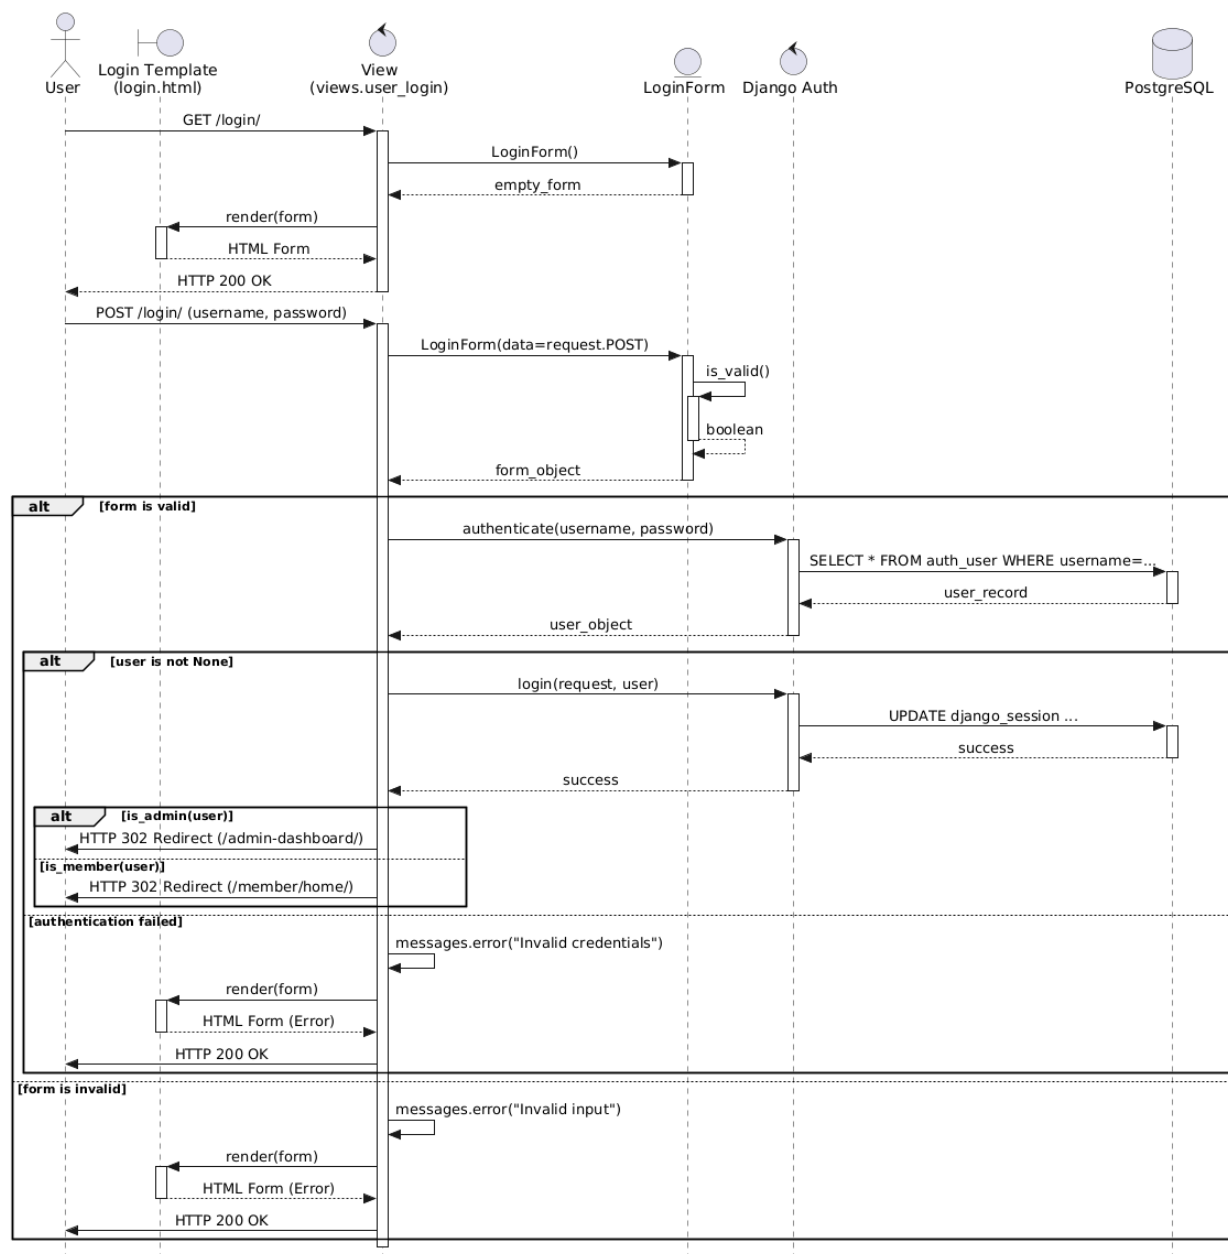 User
Login Template
(login.html)
View
(views.user_login)
LoginForm
Django Auth
PostgreSQL
GET /login/
LoginForm()
empty_form
render(form)
HTML Form
HTTP 200 OK
POST /login/ (username, password)
LoginForm(data=request.POST)
is_valid()
boolean
form_object
alt [form is valid]
authenticate(username, password)
SELECT * FROM auth_user WHERE username=...
user_record
user_object
alt [user is not None]
login(request, user)
UPDATE django_session ...
success
success
alt [is_admin(user)]
HTTP 302 Redirect (/admin-dashboard/)
[is_member(user)]
HTTP 302 Redirect (/member/home/)
[authentication failed]
messages.error("Invalid credentials")
render(form)
HTML Form (Error)
HTTP 200 OK
[form is invalid]
messages.error("Invalid input")
render(form)
HTML Form (Error)
HTTP 200 OK